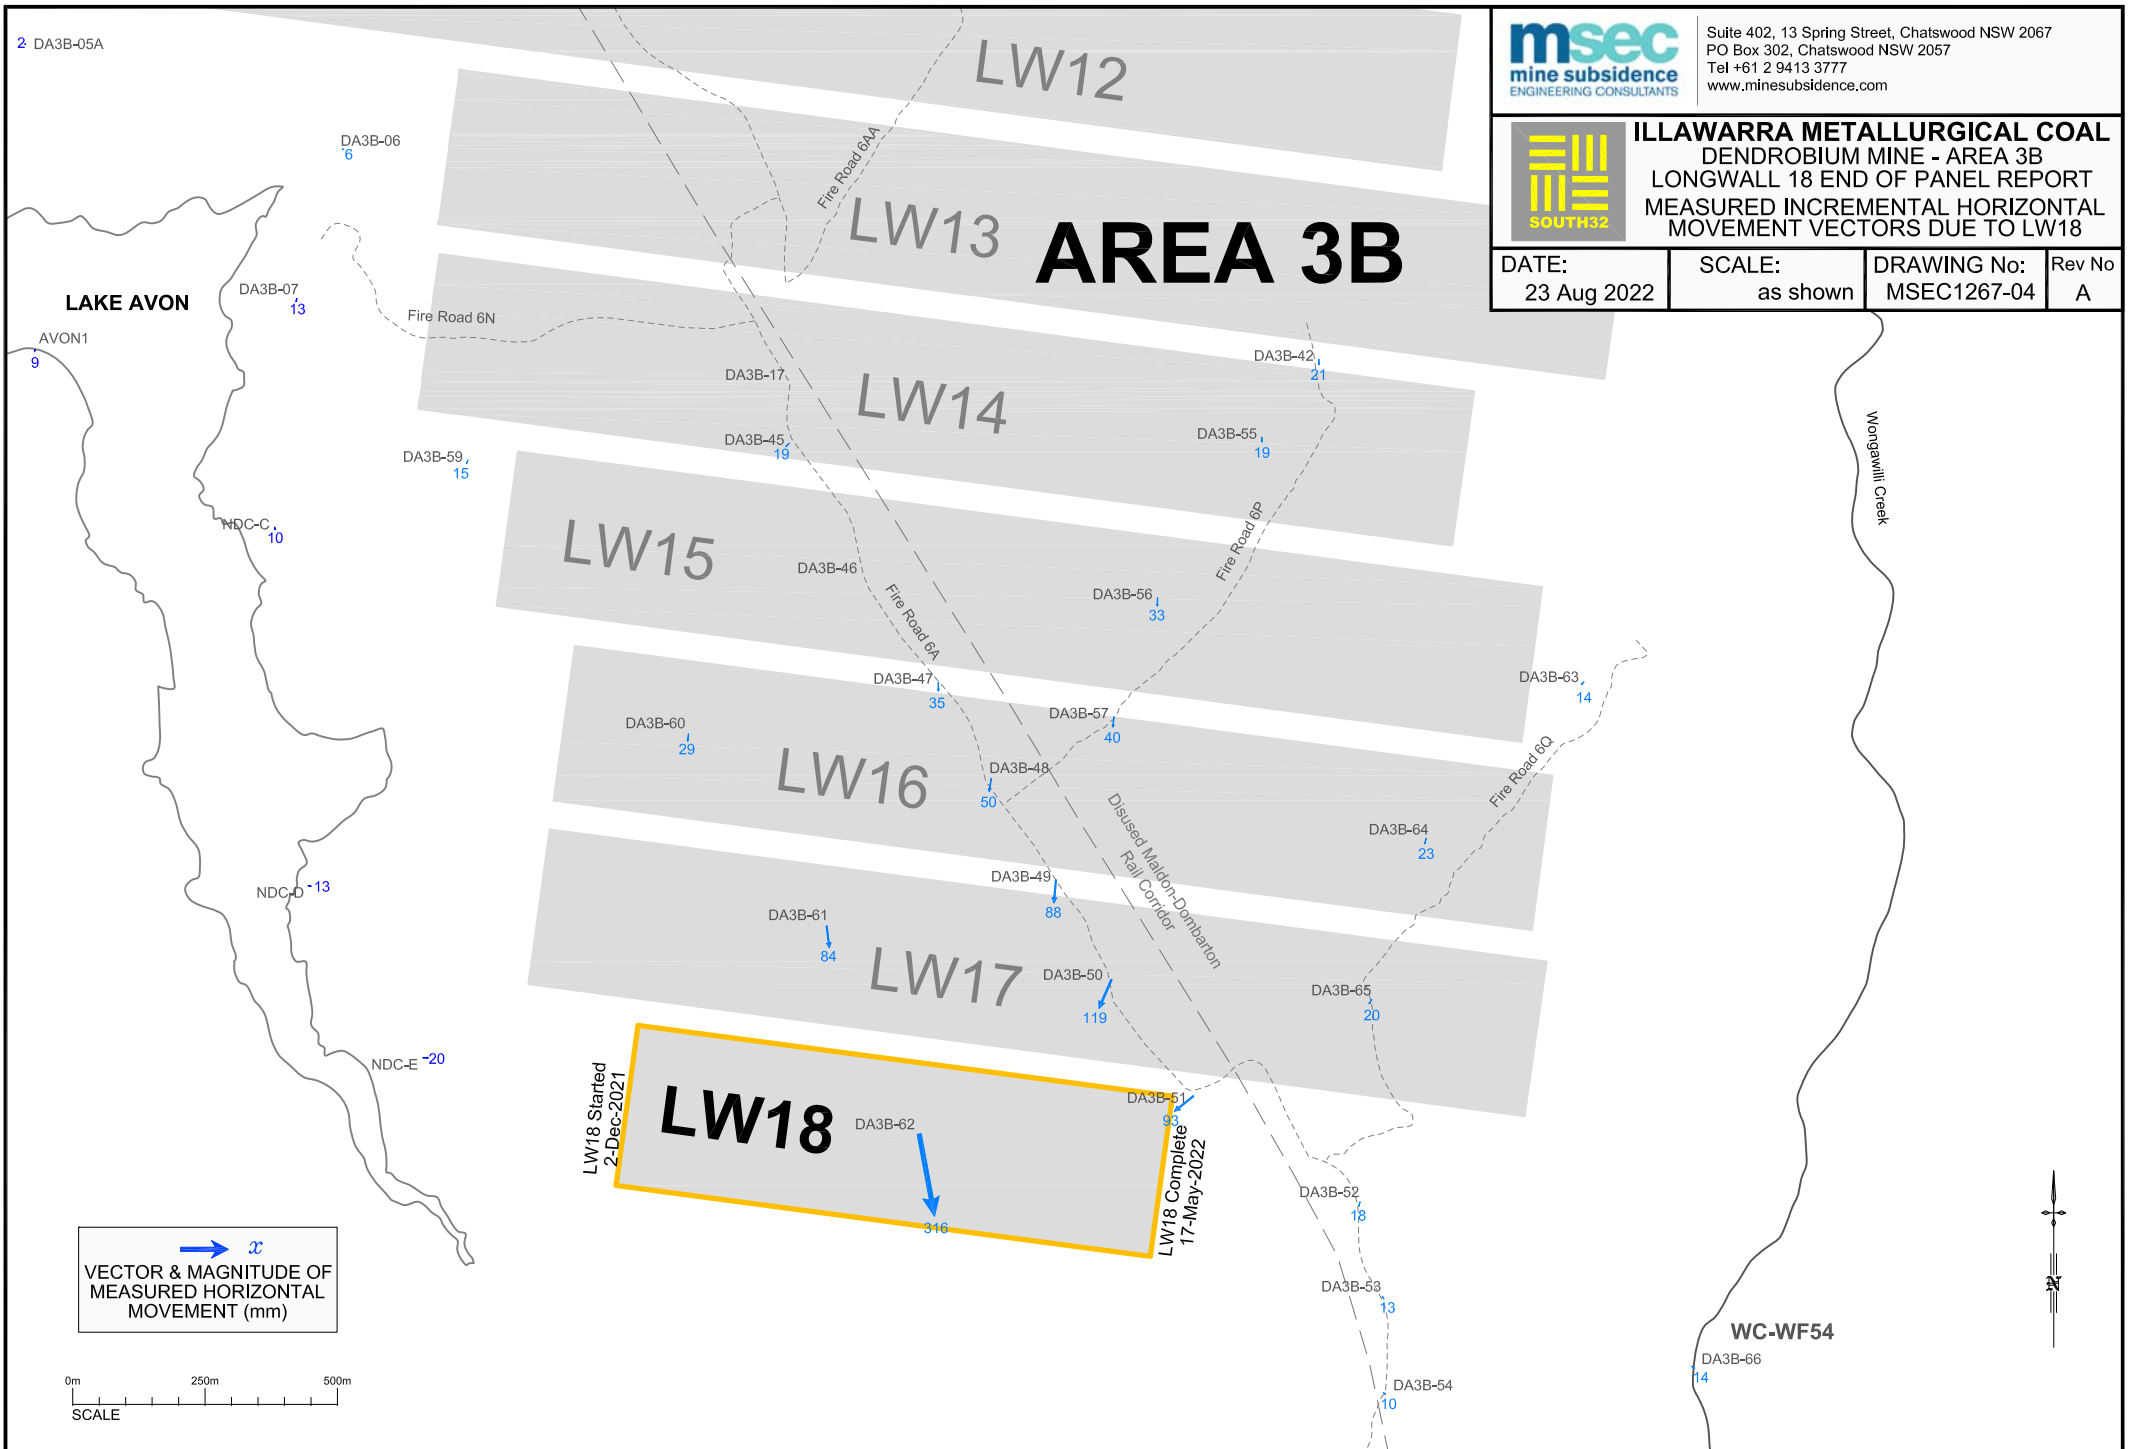 msec
mine subsidence
ENGINEERING CONSULTANTS
Suite 402, 13 Spring Street, Chatswood NSW 2067
PO Box 302, Chatswood NSW 2057
Tel +61 2 9413 3777
www.minesubsidence.com
SOUTH32
ILLAWARRA METALLURGICAL COAL
DENDROBIUM MINE - AREA 3B
LONGWALL 18 END OF PANEL REPORT
MEASURED INCREMENTAL HORIZONTAL
MOVEMENT VECTORS DUE TO LW18
DATE:
23 Aug 2022
SCALE:
as shown
DRAWING No:
MSEC1267-04
Rev No
A
2 DA3B-05A
LW12
DA3B-06
6
Fire Road 6AA
LW13
AREA 3B
LAKE AVON
DA3B-07
13
Fire Road 6N
AVON1
9
DA3B-17
LW14
DA3B-42
21
DA3B-45
19
DA3B-55
19
DA3B-59
15
Wongawilli Creek
NDC-C
10
LW15
DA3B-46
Fire Road 6A
Fire Road 6P
DA3B-56
33
DA3B-47
35
DA3B-63
14
DA3B-60
29
DA3B-57
40
LW16
DA3B-48
50
Fire Road 6Q
Disused Maldon-Dombarton
Rail Corridor
DA3B-64
23
DA3B-49
88
NDC-D
13
DA3B-61
84
LW17
DA3B-50
119
DA3B-65
20
NDC-E
20
LW18 Started
2-Dec-2021
LW18
DA3B-62
316
DA3B-51
93
LW18 Complete
17-May-2022
DA3B-52
18
DA3B-53
13
DA3B-54
10
WC-WF54
DA3B-66
14
N
x
VECTOR & MAGNITUDE OF
MEASURED HORIZONTAL
MOVEMENT (mm)
0m 250m 500m
SCALE